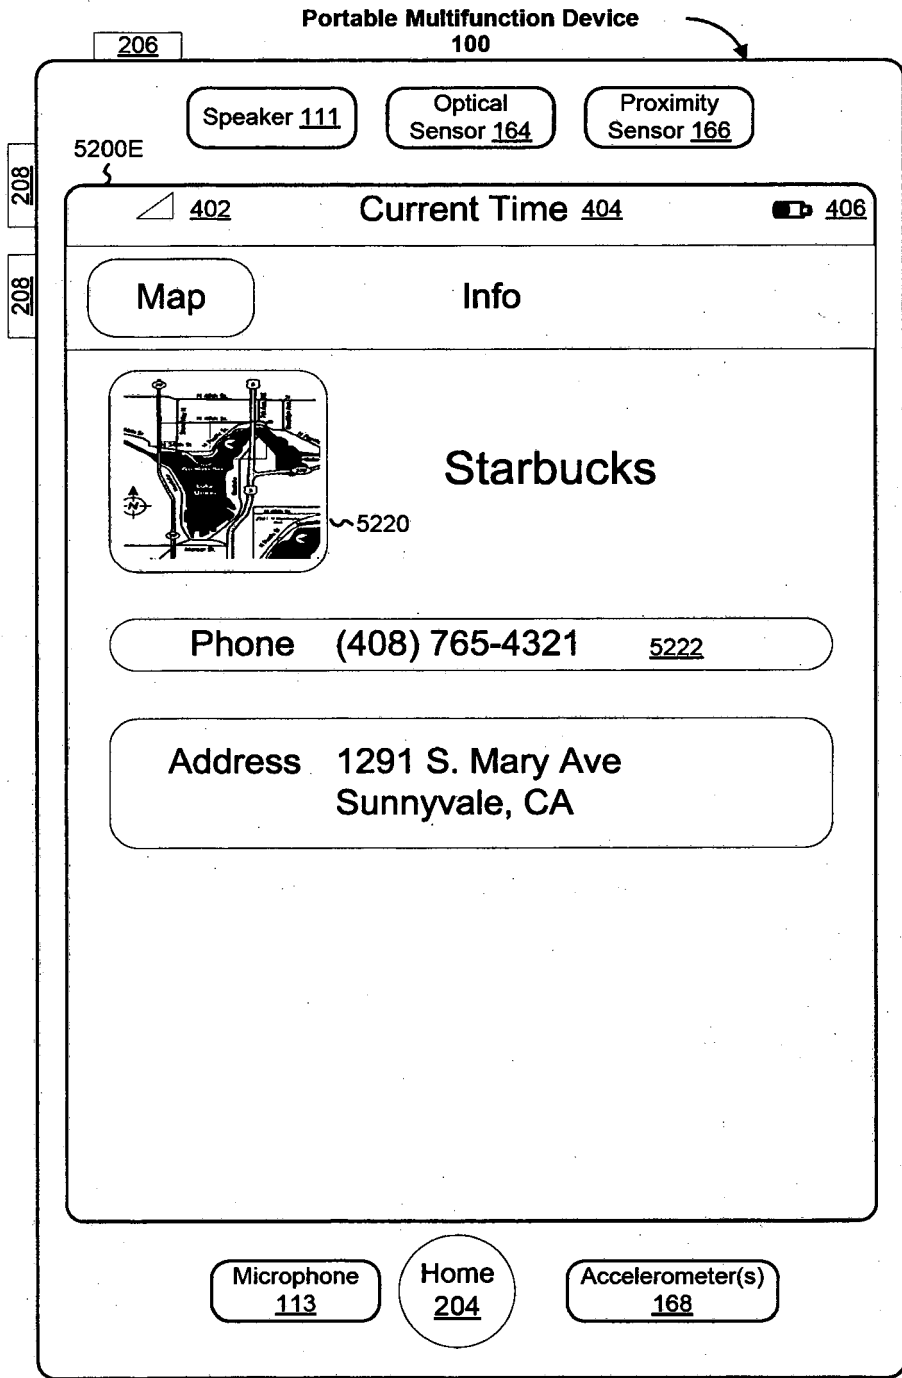 Portable Multifunction Device
100
206
Speaker 111
Optical
Sensor 164
Proximity
Sensor 166
5200E
208
208
402
Current Time 404
406
Map
Info
N
Starbucks
5220
Phone (408) 765-4321 5222
Address 1291 S. Mary Ave
Sunnyvale, CA
Microphone
113
Home
204
Accelerometer(s)
168